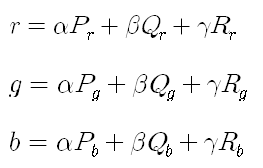 r = αP_r + βQ_r + γR_r
g = αP_g + βQ_g + γR_g
b = αP_b + βQ_b + γR_b